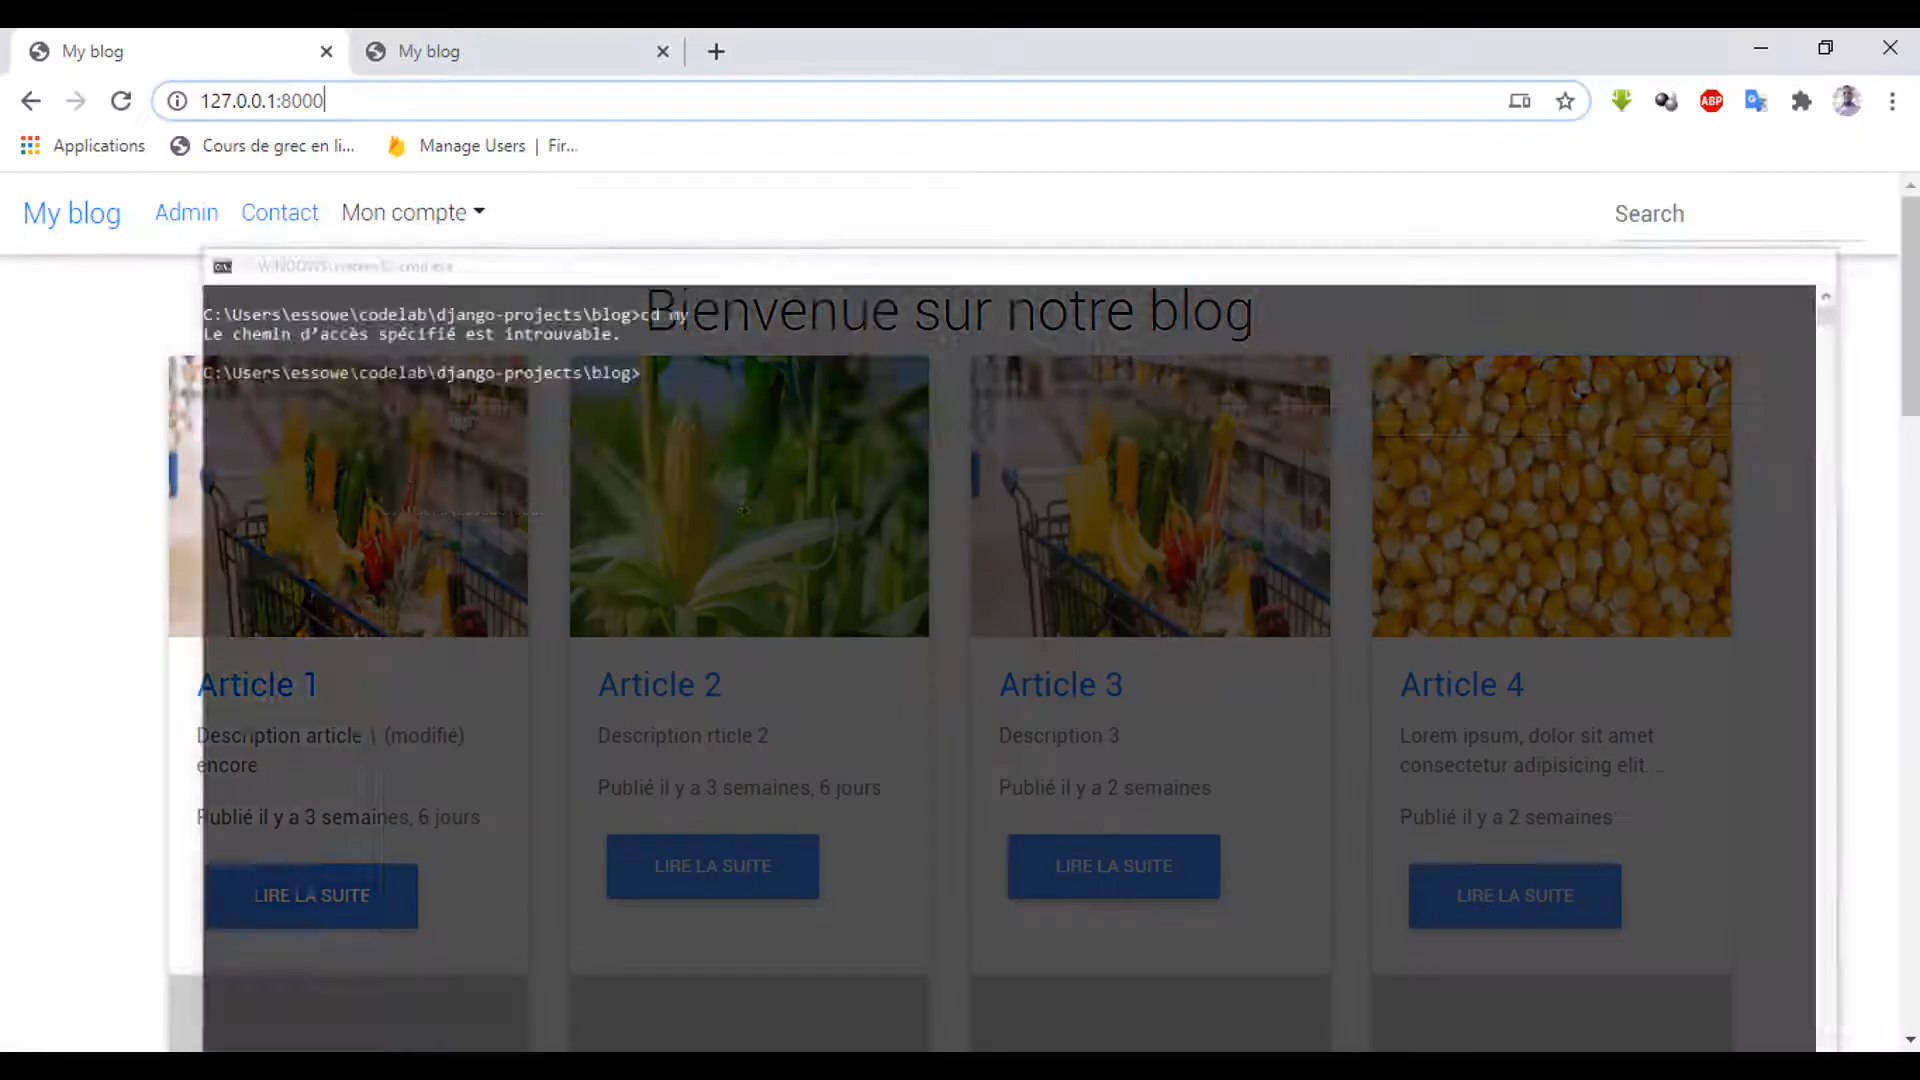 My blog
My blog
127.0.0.1:8000
ABP
Applications
Cours de grec en li...
Manage Users | Fir...
My blog
Admin
Contact
Mon compte
Search
Bienvenue sur notre blog
C:\Users\essowe\codelab\django-projects\blog>cd my
Le chemin d'accès spécifié est introuvable.
C:\Users\essowe\codelab\django-projects\blog>
Article 1
Description article 1 (modifié)
encore
Publié il y a 3 semaines, 6 jours
LIRE LA SUITE
Article 2
Description rticle 2
Publié il y a 3 semaines, 6 jours
LIRE LA SUITE
Article 3
Description 3
Publié il y a 2 semaines
LIRE LA SUITE
Article 4
Lorem ipsum, dolor sit amet
consectetur adipisicing elit. ..
Publié il y a 2 semaines
LIRE LA SUITE